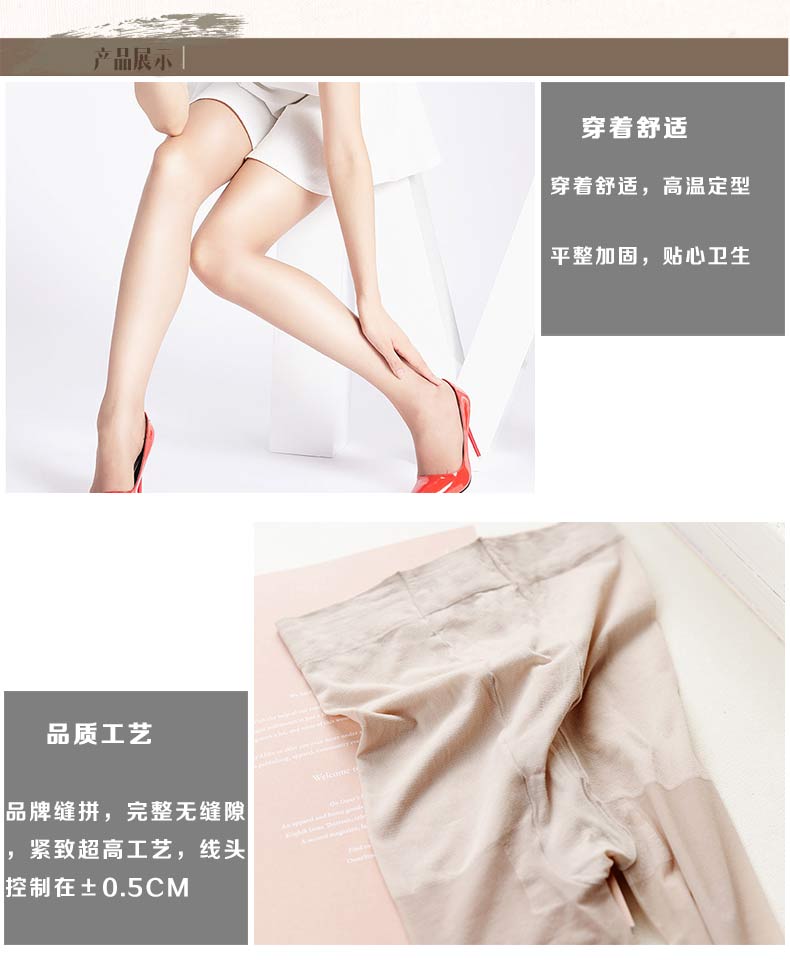 产品展示
穿着舒适
穿着舒适，高温定型
平整加固，贴心卫生
Welcome to
品质工艺
品牌缝拼，完整无缝隙
，紧致超高工艺，线头
控制在±0.5CM